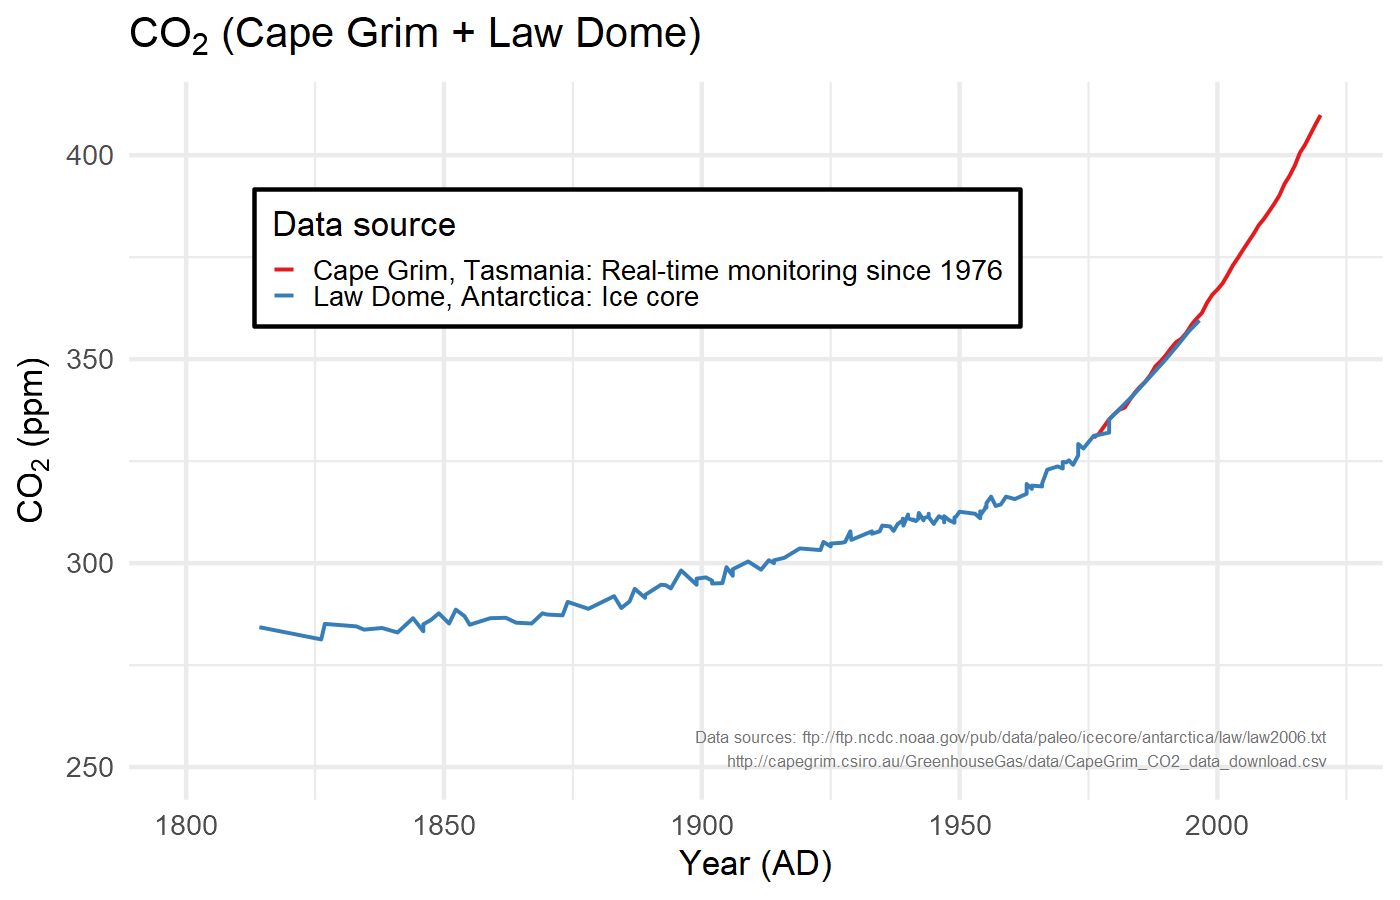 CO₂ (Cape Grim + Law Dome)
400
350
300
250
CO₂ (ppm)
Data source
Cape Grim, Tasmania: Real-time monitoring since 1976
Law Dome, Antarctica: Ice core
Data sources: ftp://ftp.ncdc.noaa.gov/pub/data/paleo/icecore/antarctica/law/law2006.txt
http://capegrim.csiro.au/GreenhouseGas/data/CapeGrim_CO2_data_download.csv
1800 1850 1900 1950 2000
Year (AD)